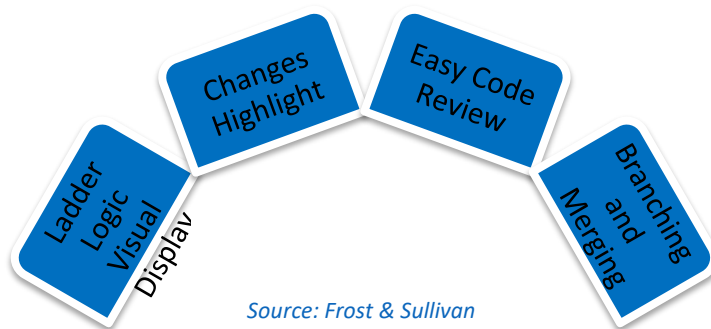 Ladder
Logic
Visual
Display
Changes
Highlight
Easy Code
Review
Branching
and
Merging
Source: Frost & Sullivan